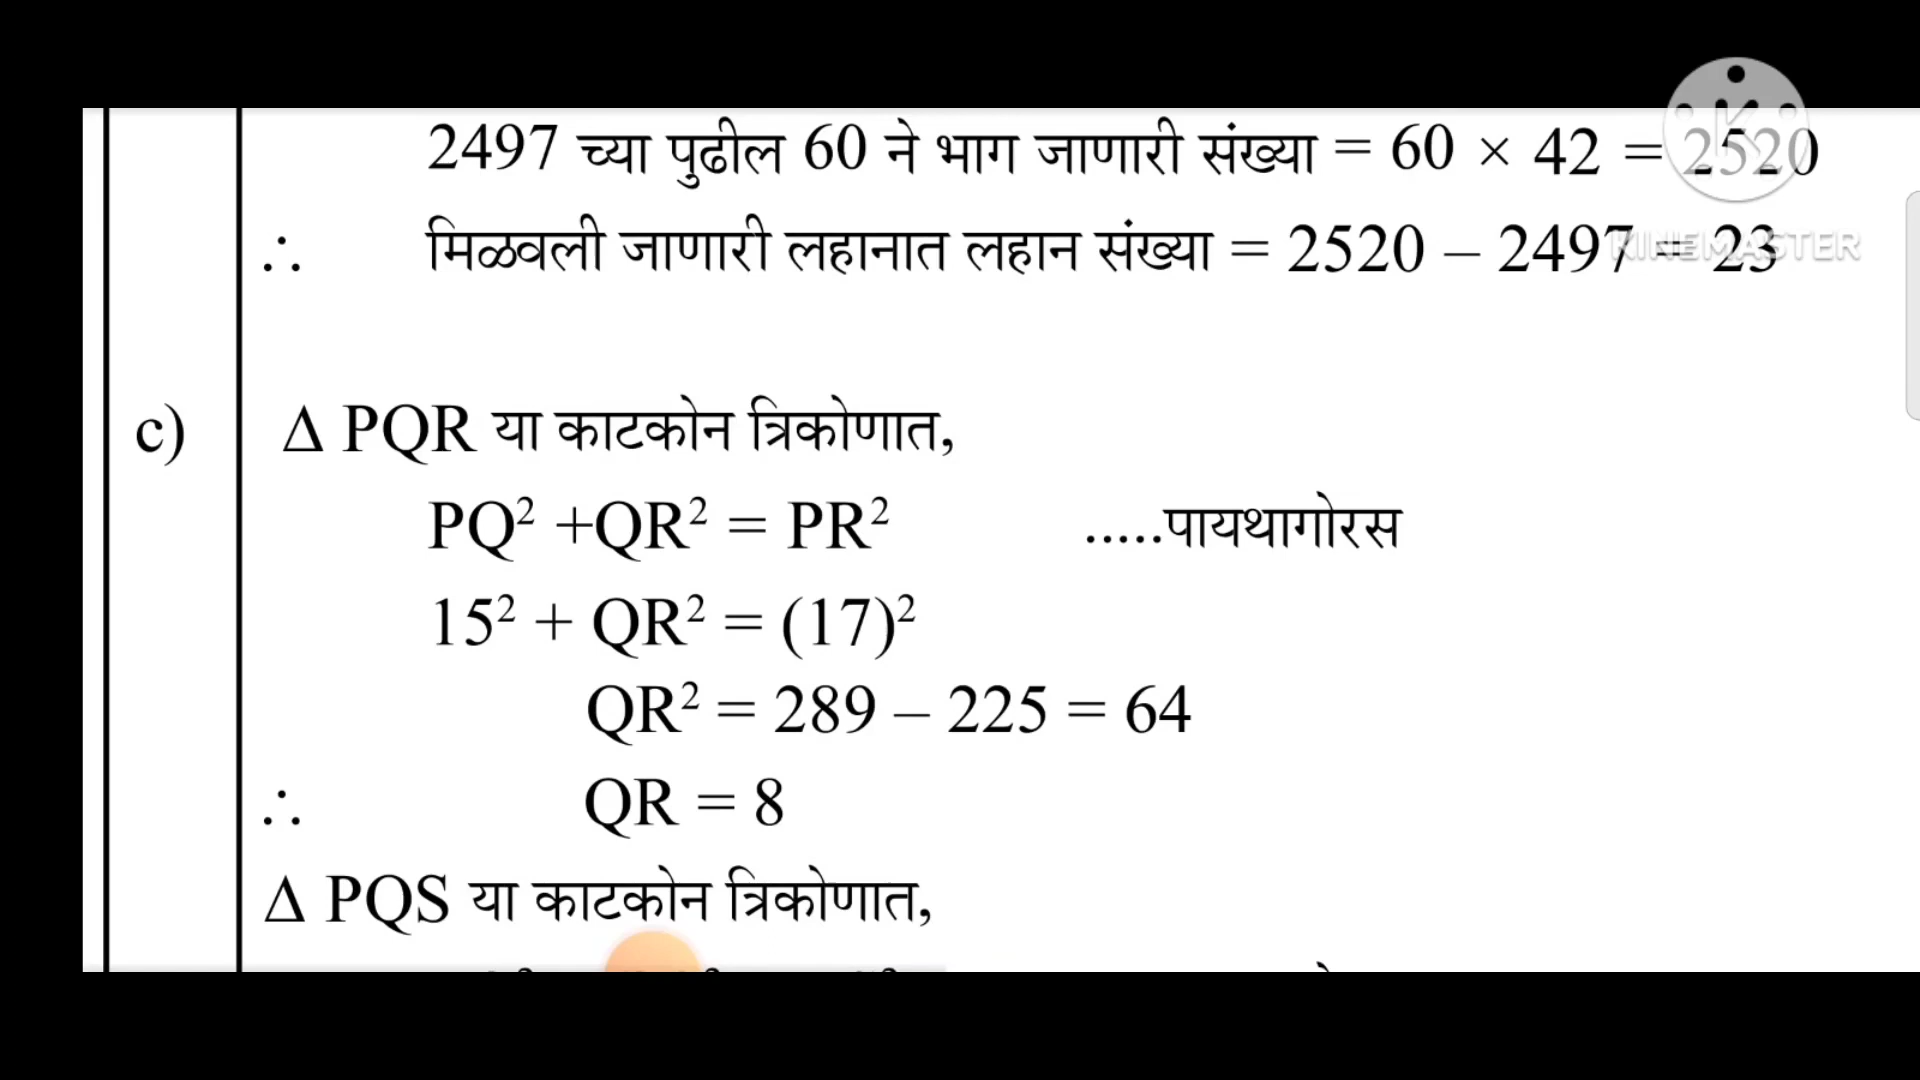 2497 च्या पुढील 60 ने भाग जाणारी संख्या = 60 × 42 = 2520
∴ मिळवली जाणारी लहानात लहान संख्या = 2520 – 2497 = 23
KINEMASTER
c) Δ PQR या काटकोन त्रिकोणात,
PQ² +QR² = PR² .....पायथागोरस
15² + QR² = (17)²
QR² = 289 – 225 = 64
∴ QR = 8
Δ PQS या काटकोन त्रिकोणात,